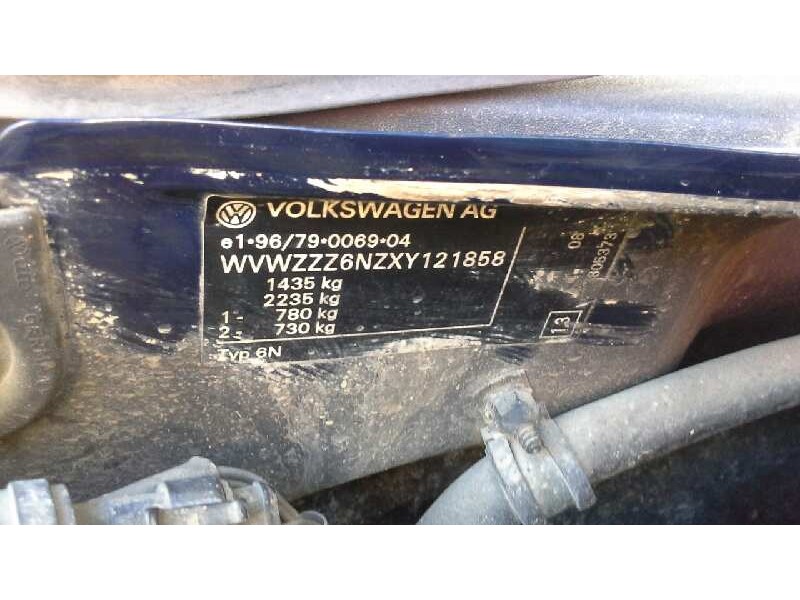 VOLKSWAGEN AG
e1*96/79*0069*04
WVWZZZ6NZXY121858
1435 kg
2235 kg
1- 780 kg
2- 730 kg
Typ 6N
13
08